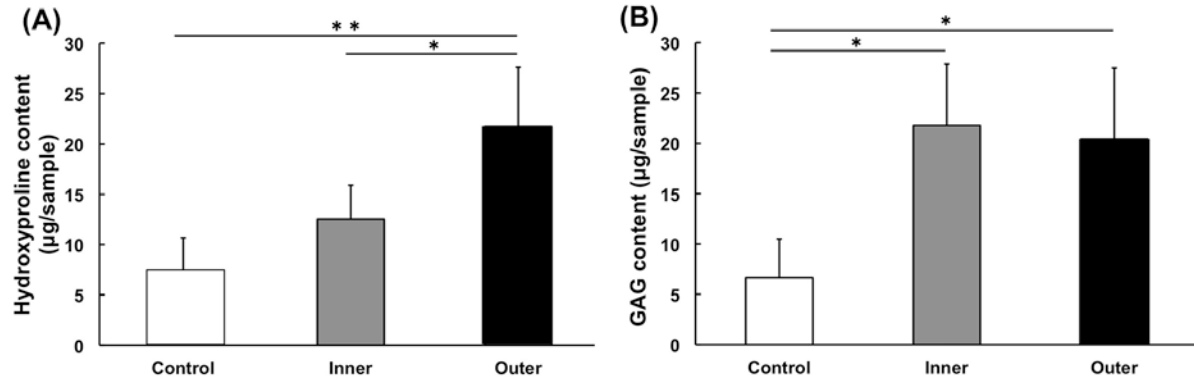 (A)
Hydroxyproline content
(µg/sample)
30
25
20
15
10
5
0
* *
*
Control Inner Outer
(B)
GAG content (µg/sample)
30
25
20
15
10
5
0
*
*
Control Inner Outer